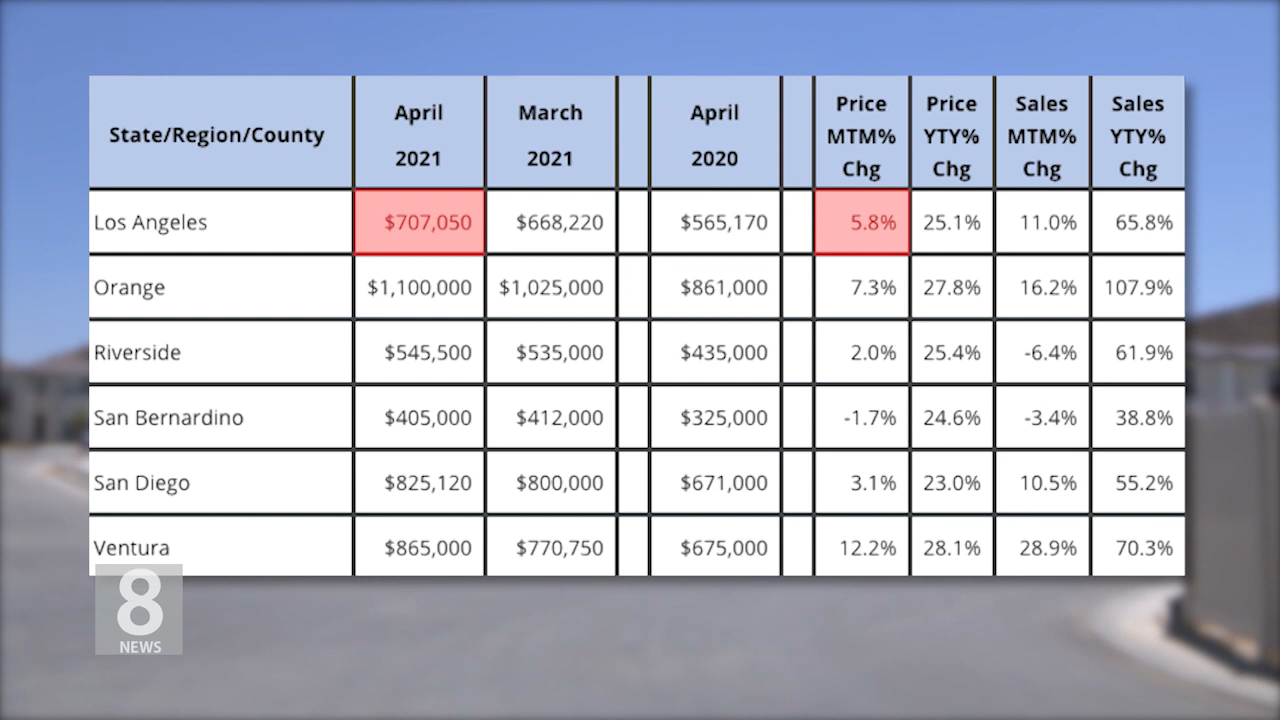 State/Region/County April 2021 March 2021 April 2020 Price MTM% Chg Price YTY% Chg Sales MTM% Chg Sales YTY% Chg
Los Angeles $707,050 $668,220 $565,170 5.8% 25.1% 11.0% 65.8%
Orange $1,100,000 $1,025,000 $861,000 7.3% 27.8% 16.2% 107.9%
Riverside $545,500 $535,000 $435,000 2.0% 25.4% -6.4% 61.9%
San Bernardino $405,000 $412,000 $325,000 -1.7% 24.6% -3.4% 38.8%
San Diego $825,120 $800,000 $671,000 3.1% 23.0% 10.5% 55.2%
Ventura $865,000 $770,750 $675,000 12.2% 28.1% 28.9% 70.3%
8
NEWS